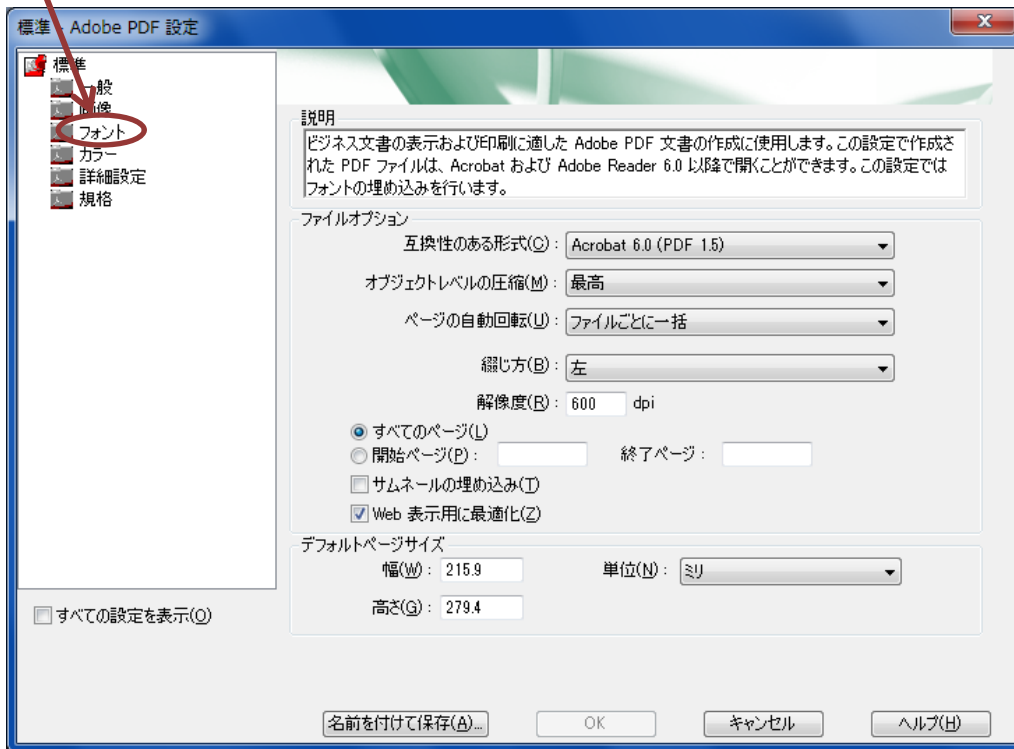 標準 - Adobe PDF 設定
標準
一般
画像
フォント
カラー
詳細設定
規格
すべての設定を表示(O)
説明
ビジネス文書の表示および印刷に適した Adobe PDF 文書の作成に使用します。この設定で作成さ
れた PDF ファイルは、Acrobat および Adobe Reader 6.0 以降で開くことができます。この設定では
フォントの埋め込みを行います。
ファイルオプション
互換性のある形式(C): Acrobat 6.0 (PDF 1.5)
オブジェクトレベルの圧縮(M): 最高
ページの自動回転(U): ファイルごとに一括
綴じ方(B): 左
解像度(R): 600 dpi
すべてのページ(L)
開始ページ(P): 終了ページ:
サムネールの埋め込み(T)
Web 表示用に最適化(Z)
デフォルトページサイズ
幅(W): 215.9 単位(N): ミリ
高さ(G): 279.4
名前を付けて保存(A)... OK キャンセル ヘルプ(H)